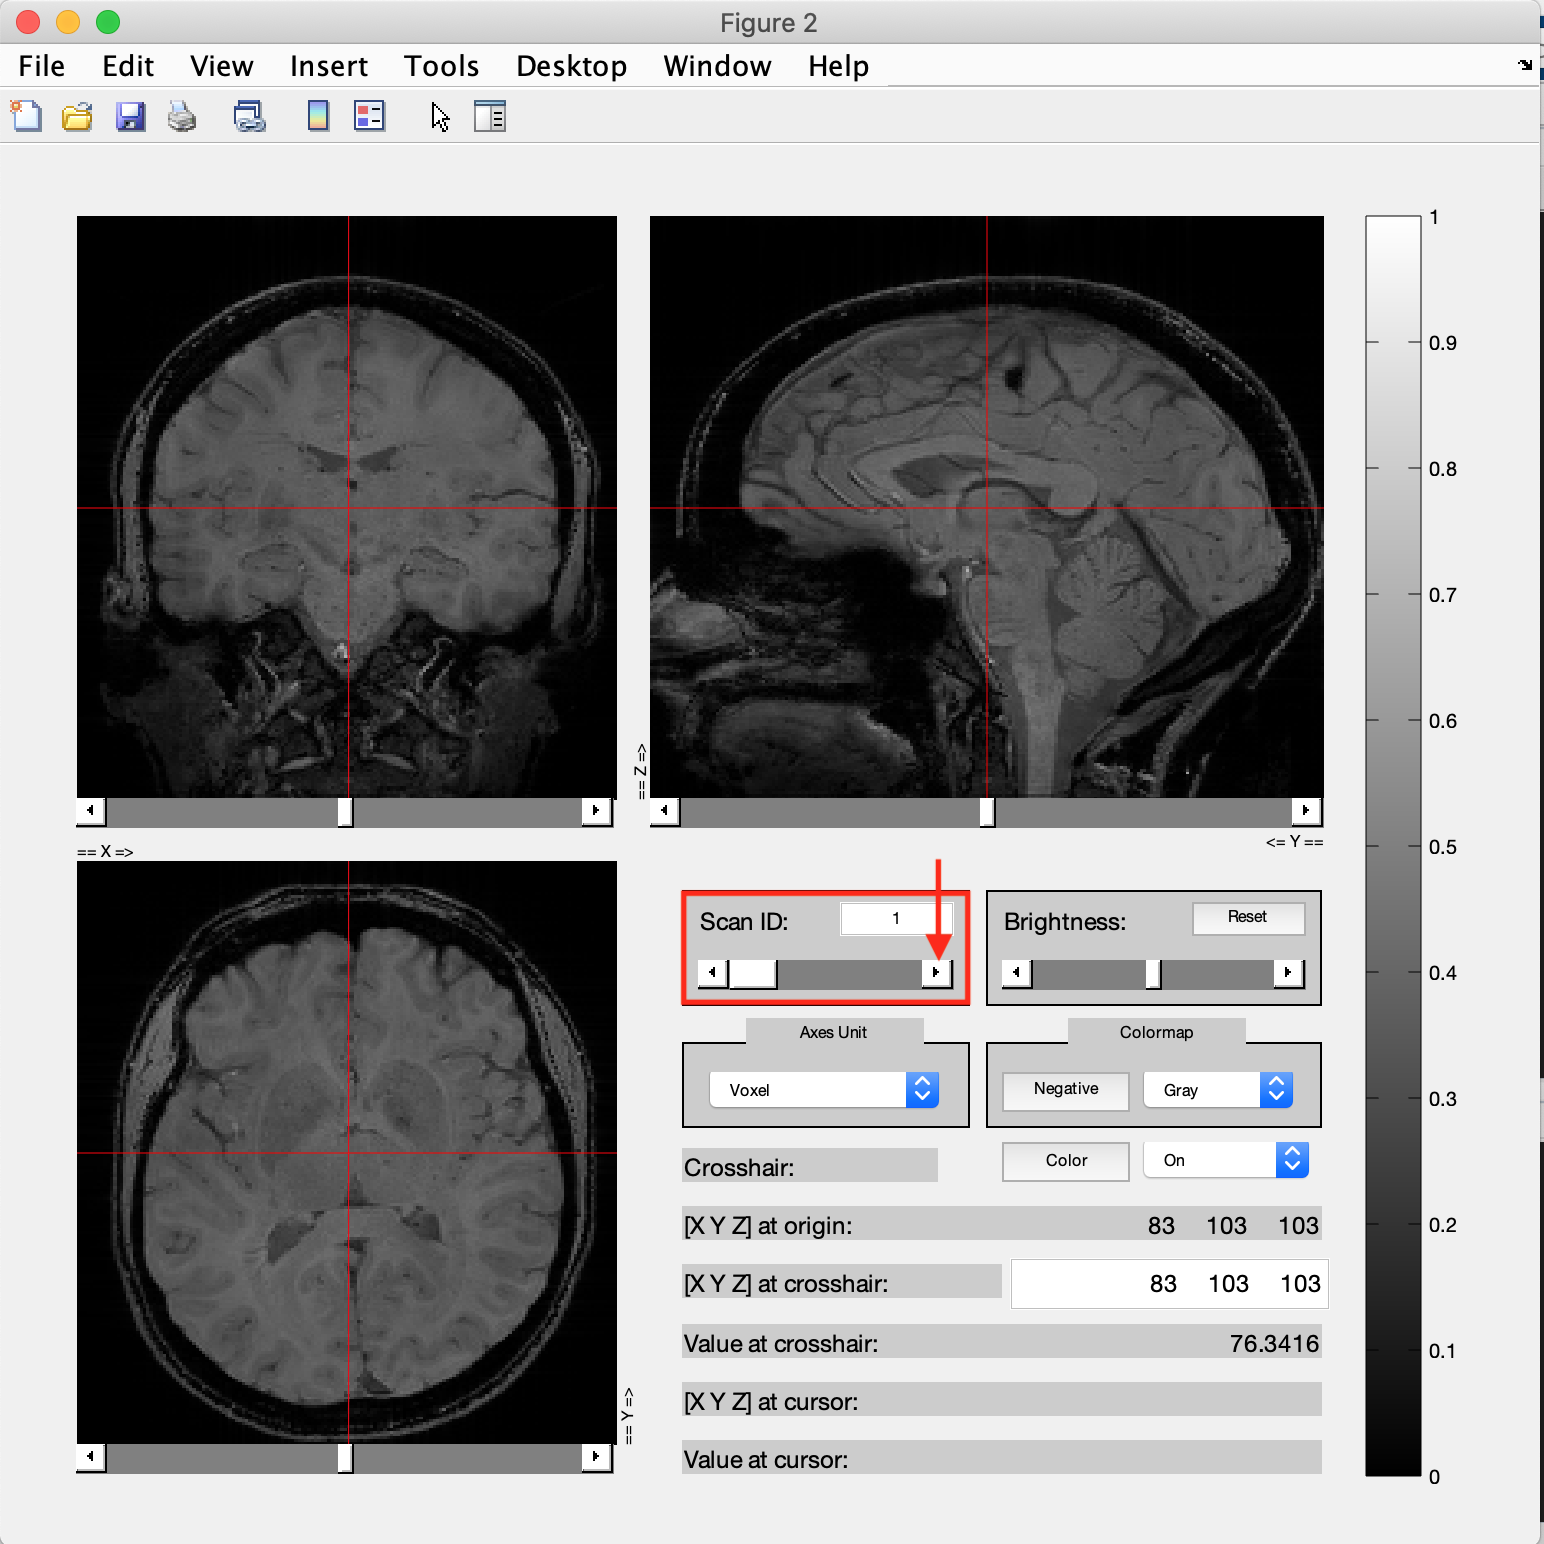 Figure 2
File Edit View Insert Tools Desktop Window Help
== Z =>
<= Y ==
== X =>
== Y =>
1
0.9
0.8
0.7
0.6
0.5
0.4
0.3
0.2
0.1
0
Scan ID: 1
Brightness: Reset
Axes Unit
Voxel
Colormap
Negative Gray
Crosshair: Color On
[X Y Z] at origin: 83 103 103
[X Y Z] at crosshair: 83 103 103
Value at crosshair: 76.3416
[X Y Z] at cursor:
Value at cursor: